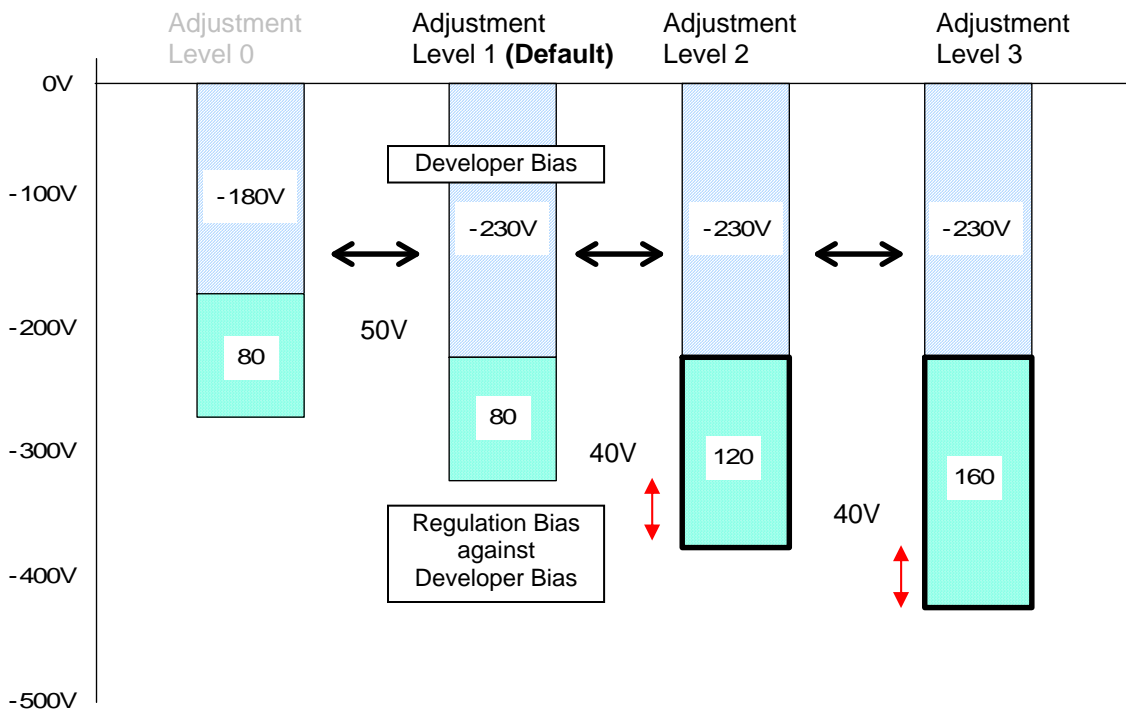 Adjustment
Level 0
Adjustment
Level 1 (Default)
Adjustment
Level 2
Adjustment
Level 3
0V
-100V
-200V
-300V
-400V
-500V
Developer Bias
-180V
-230V
-230V
-230V
50V
80
80
40V
120
40V
160
Regulation Bias
against
Developer Bias